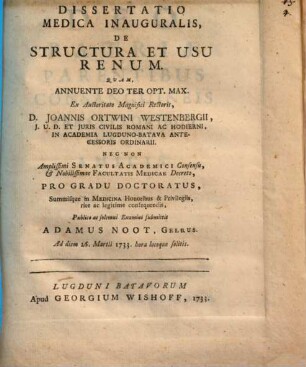 DISSERTATIO
MEDICA INAUGURALIS,
DE
STRUCTURA ET USU
RENUM.
QUAM,
ANNUENTE DEO TER OPT. MAX.
Ex Auctoritate Magnifici Rectoris,
D. JOANNIS ORTWINI WESTENBERGII,
J. U. D. ET JURIS CIVILIS ROMANI AC HODIERNI,
IN ACADEMIA LUGDUNO-BATAVA ANTE-
CESSORIS ORDINARII.
NEC NON
Amplissimi SENATUS ACADEMICI Consensu,
& Nobilissimae FACULTATIS MEDICAE Decreto,
PRO GRADU DOCTORATUS,
Summisque in MEDICINA Honoribus & Privilegiis,
rite ac legitime consequendis,
Publico ac solemni Examini submittit
ADAMUS NOOT, GELRUS.
Ad diem 26. Martii 1733. hora locoque solitis.
LUGDUNI BATAVORUM
Apud GEORGIUM WISHOFF, 1733.